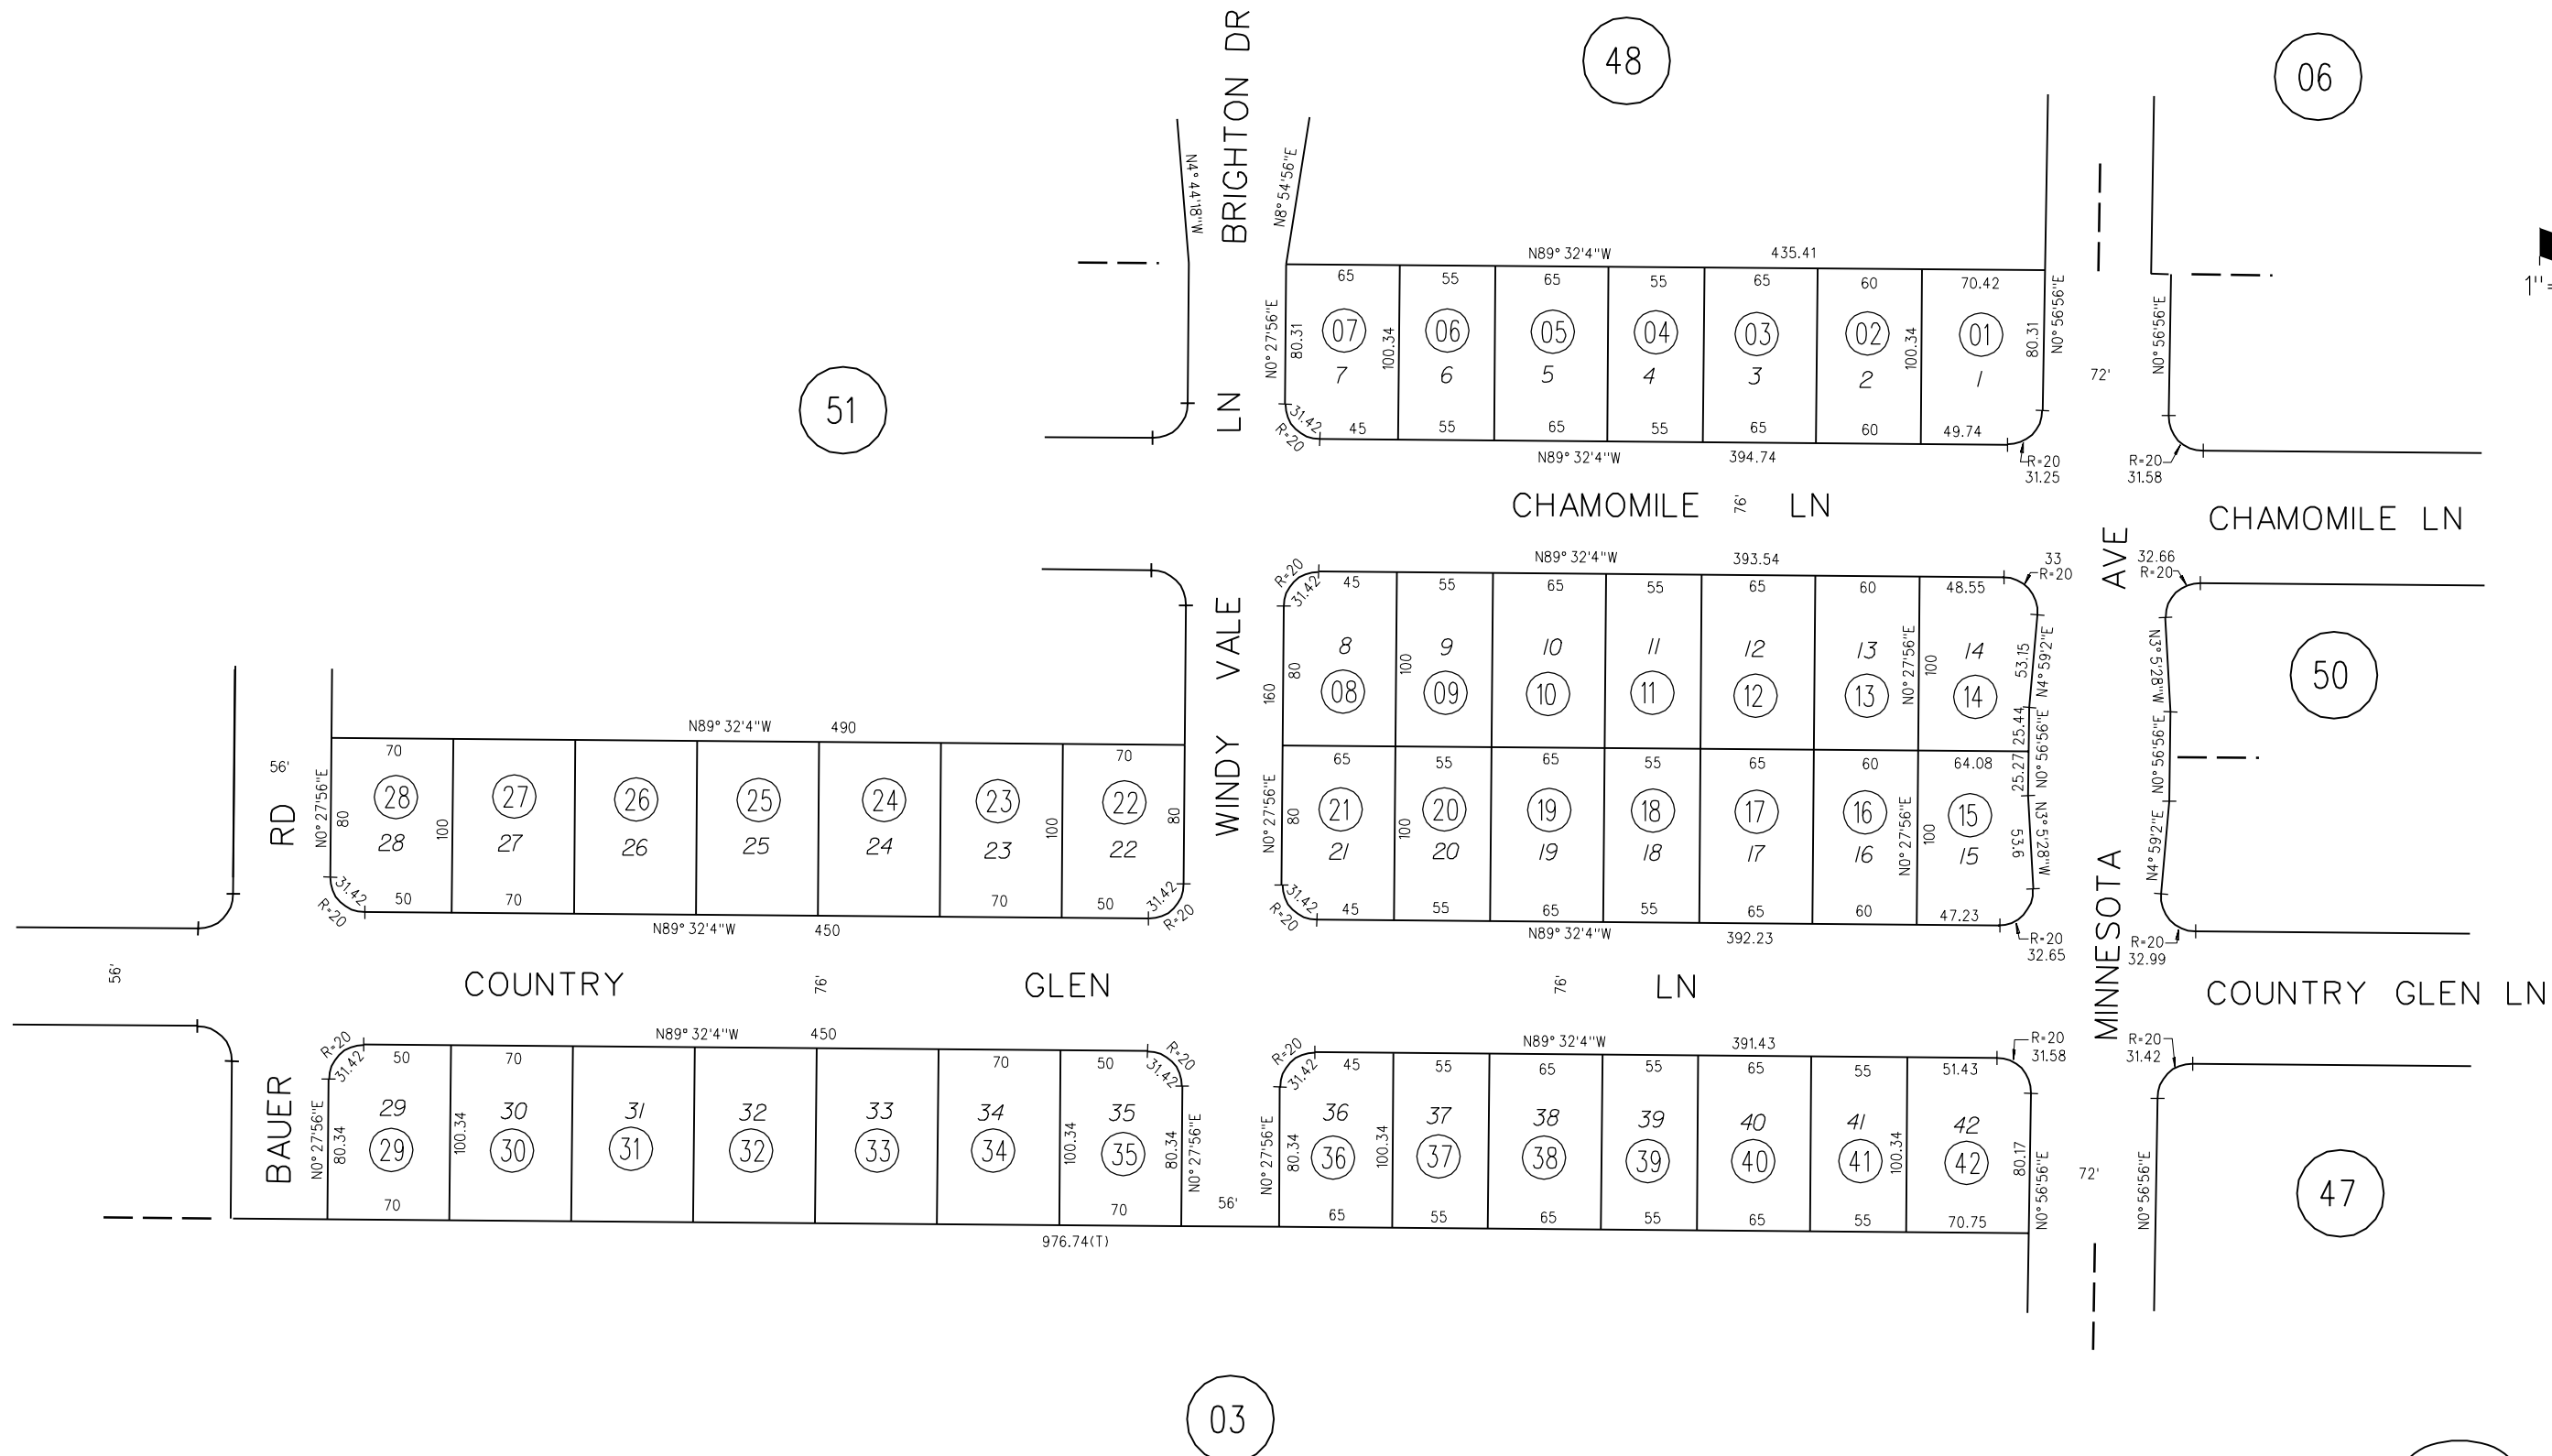 BRIGHTON DR
48
06
N4° 44'18"W
N8° 54'56"E
N89° 32'4"W 435.41
65 55 65 55 65 60 70.42
1"=
N0° 27'56"E 80.31 07 100.34 06 05 04 03 02 100.34 01 80.31 N0° 56'56"E
N0° 56'56"E
7 6 5 4 3 2 1
72'
51
LN
31.42 45 55 65 55 65 60 49.74
R=20
N89° 32'4"W 394.74
R=20
31.25
R=20
31.58
CHAMOMILE 76' LN
CHAMOMILE LN
AVE
N89° 32'4"W 393.54
33
R=20
32.66
R=20
R=20
31.42
45 55 65 55 65 60 48.55
WINDY VALE
8 9 10 11 12 13 14
160 80 08 100 09 10 11 12 13 N0° 27'56"E 100 14 53.15 N4° 59'2"E
N3° 5'28"W
50
25.44
N0° 56'56"E
N0° 56'56"E
N89° 32'4"W 490
70 70
65 55 65 55 65 60 64.08
25.27
56'
RD
N0° 27'56"E 80 28 100 27 26 25 24 23 100 22 80
28 27 26 25 24 23 22
N0° 27'56"E 80 21 100 20 19 18 17 16 N0° 27'56"E 100 15 53.6 N3° 5'28"W
21 20 19 18 17 16 15
N4° 59'2"E
31.42
R=20
50 70 70 50
31.42
R=20
31.42
R=20
45 55 65 55 65 60 47.23
N89° 32'4"W 450
N89° 32'4"W 392.23
R=20
32.65
R=20
32.99
MINNESOTA
56'
COUNTRY 76' GLEN 76' LN
COUNTRY GLEN LN
N89° 32'4"W 450
N89° 32'4"W 391.43
R=20
31.58
R=20
31.42
R=20
31.42
50 70 70 50
R=20
31.42
R=20
31.42
45 55 65 55 65 55 51.43
BAUER
29 30 31 32 33 34 35
36 37 38 39 40 41 42
N0° 27'56"E 80.34 29 100.34 30 31 32 33 34 100.34 35 80.34 N0° 27'56"E
N0° 27'56"E 80.34 36 100.34 37 38 39 40 41 100.34 42 80.17 N0° 56'56"E
72'
N0° 56'56"E
47
70 70
56'
65 55 65 55 65 55 70.75
976.74(T)
03